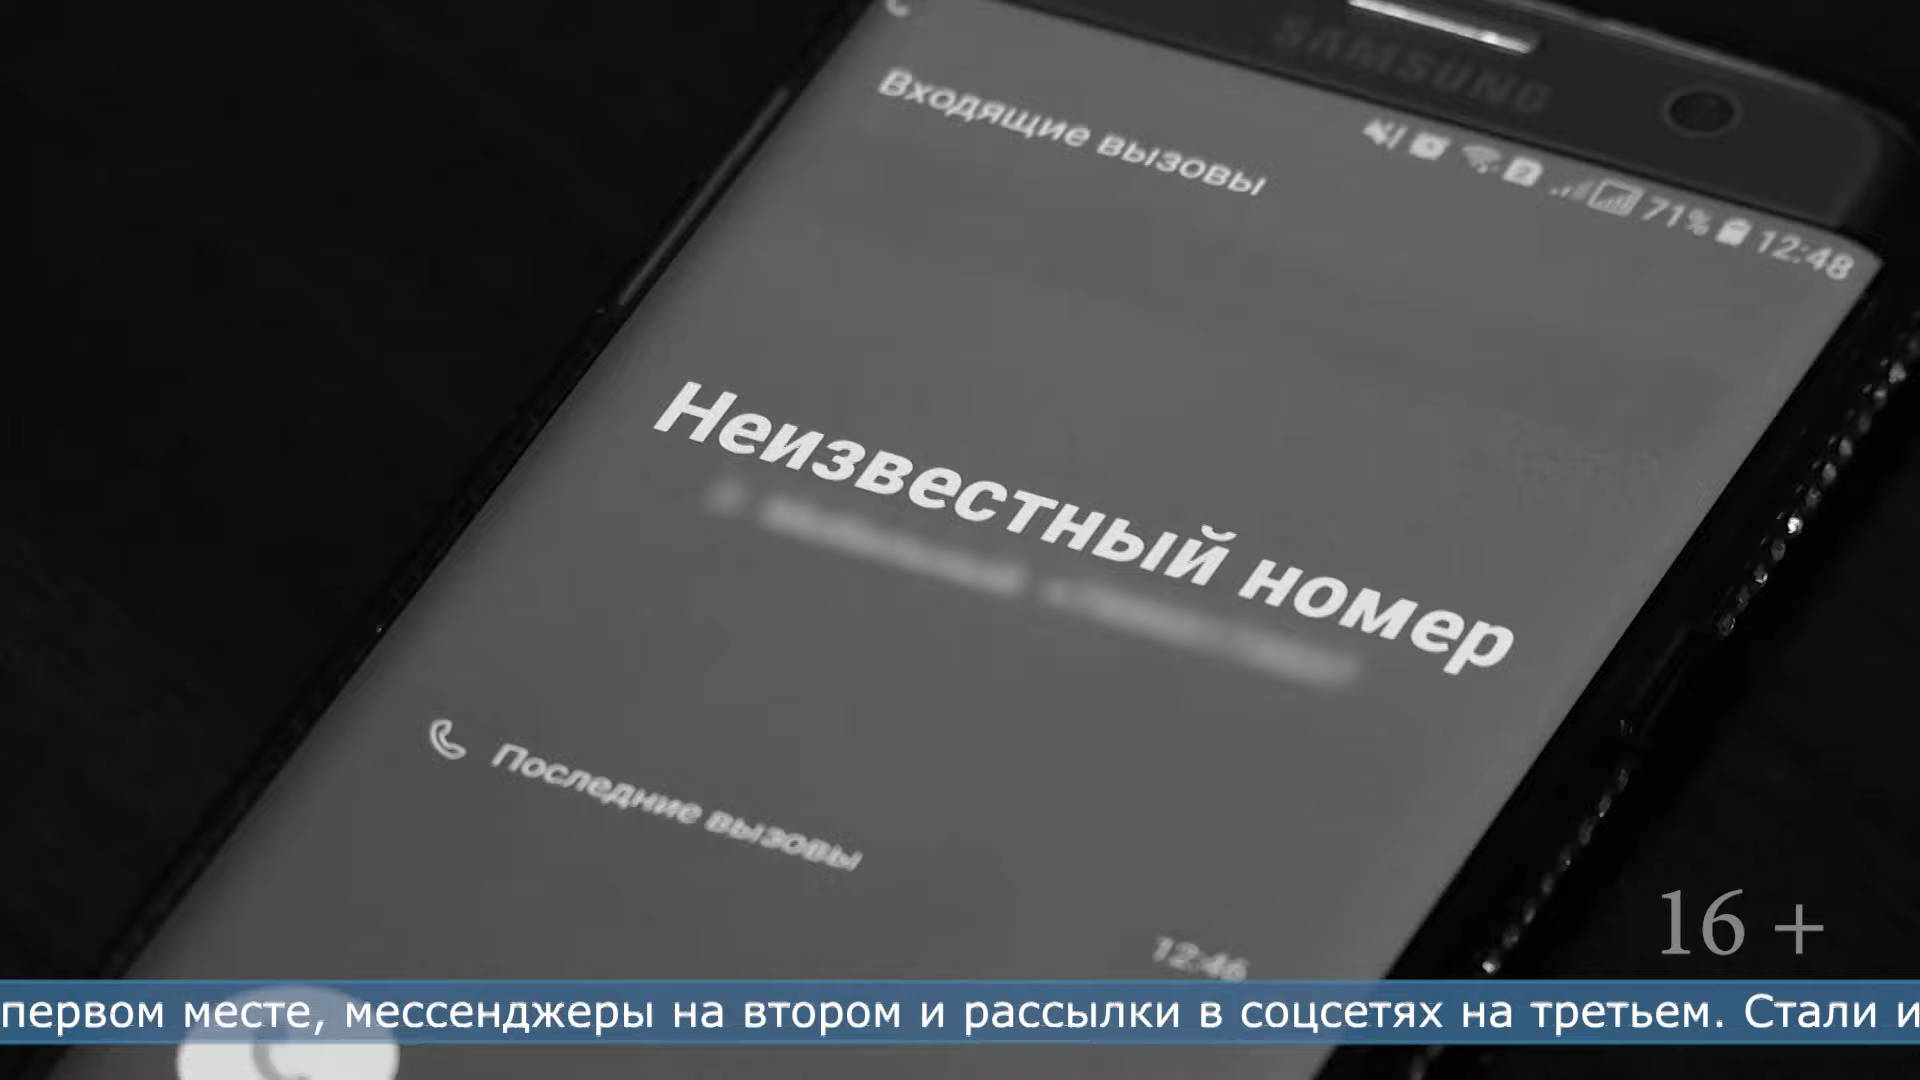 SAMSUNG
Входящие вызовы
71% 12:48
Неизвестный номер
Последние вызовы
12:46
16 +
первом месте, мессенджеры на втором и рассылки в соцсетях на третьем. Стали и